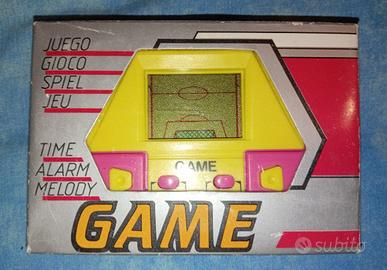 JUEGO
GIOCO
SPIEL
JEU
TIME
ALARM
MELODY
GAME
GAME
subito